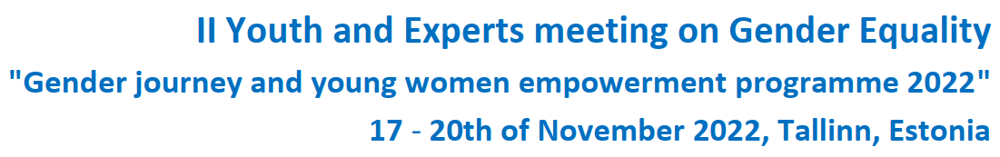 II Youth and Experts meeting on Gender Equality
"Gender journey and young women empowerment programme 2022"
17 - 20th of November 2022, Tallinn, Estonia